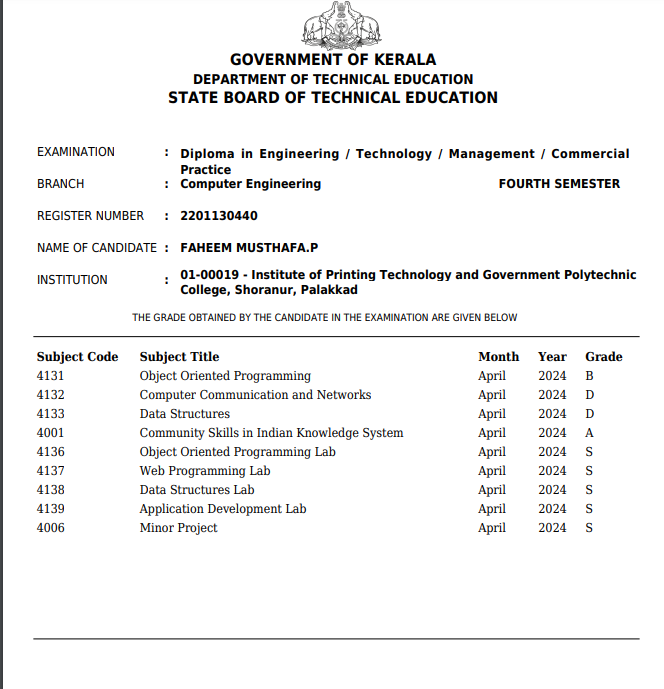 GOVERNMENT OF KERALA
DEPARTMENT OF TECHNICAL EDUCATION
STATE BOARD OF TECHNICAL EDUCATION
EXAMINATION : Diploma in Engineering / Technology / Management / Commercial
Practice
BRANCH : Computer Engineering FOURTH SEMESTER
REGISTER NUMBER : 2201130440
NAME OF CANDIDATE : FAHEEM MUSTHAFA.P
INSTITUTION : 01-00019 - Institute of Printing Technology and Government Polytechnic
College, Shoranur, Palakkad
THE GRADE OBTAINED BY THE CANDIDATE IN THE EXAMINATION ARE GIVEN BELOW
Subject Code Subject Title Month Year Grade
4131 Object Oriented Programming April 2024 B
4132 Computer Communication and Networks April 2024 D
4133 Data Structures April 2024 D
4001 Community Skills in Indian Knowledge System April 2024 A
4136 Object Oriented Programming Lab April 2024 S
4137 Web Programming Lab April 2024 S
4138 Data Structures Lab April 2024 S
4139 Application Development Lab April 2024 S
4006 Minor Project April 2024 S